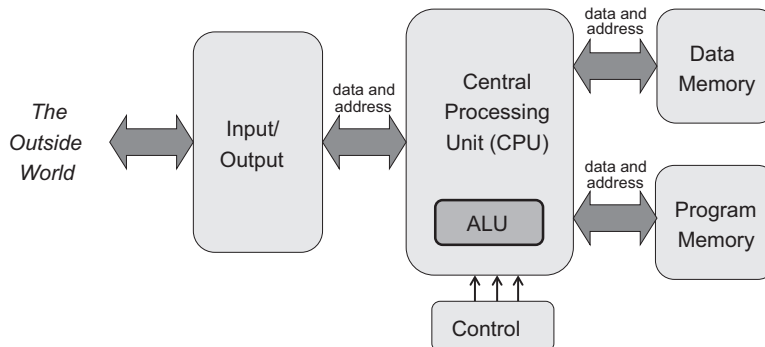 The
Outside
World
Input/
Output
data and
address
Central
Processing
Unit (CPU)
ALU
Control
data and
address
Data
Memory
data and
address
Program
Memory